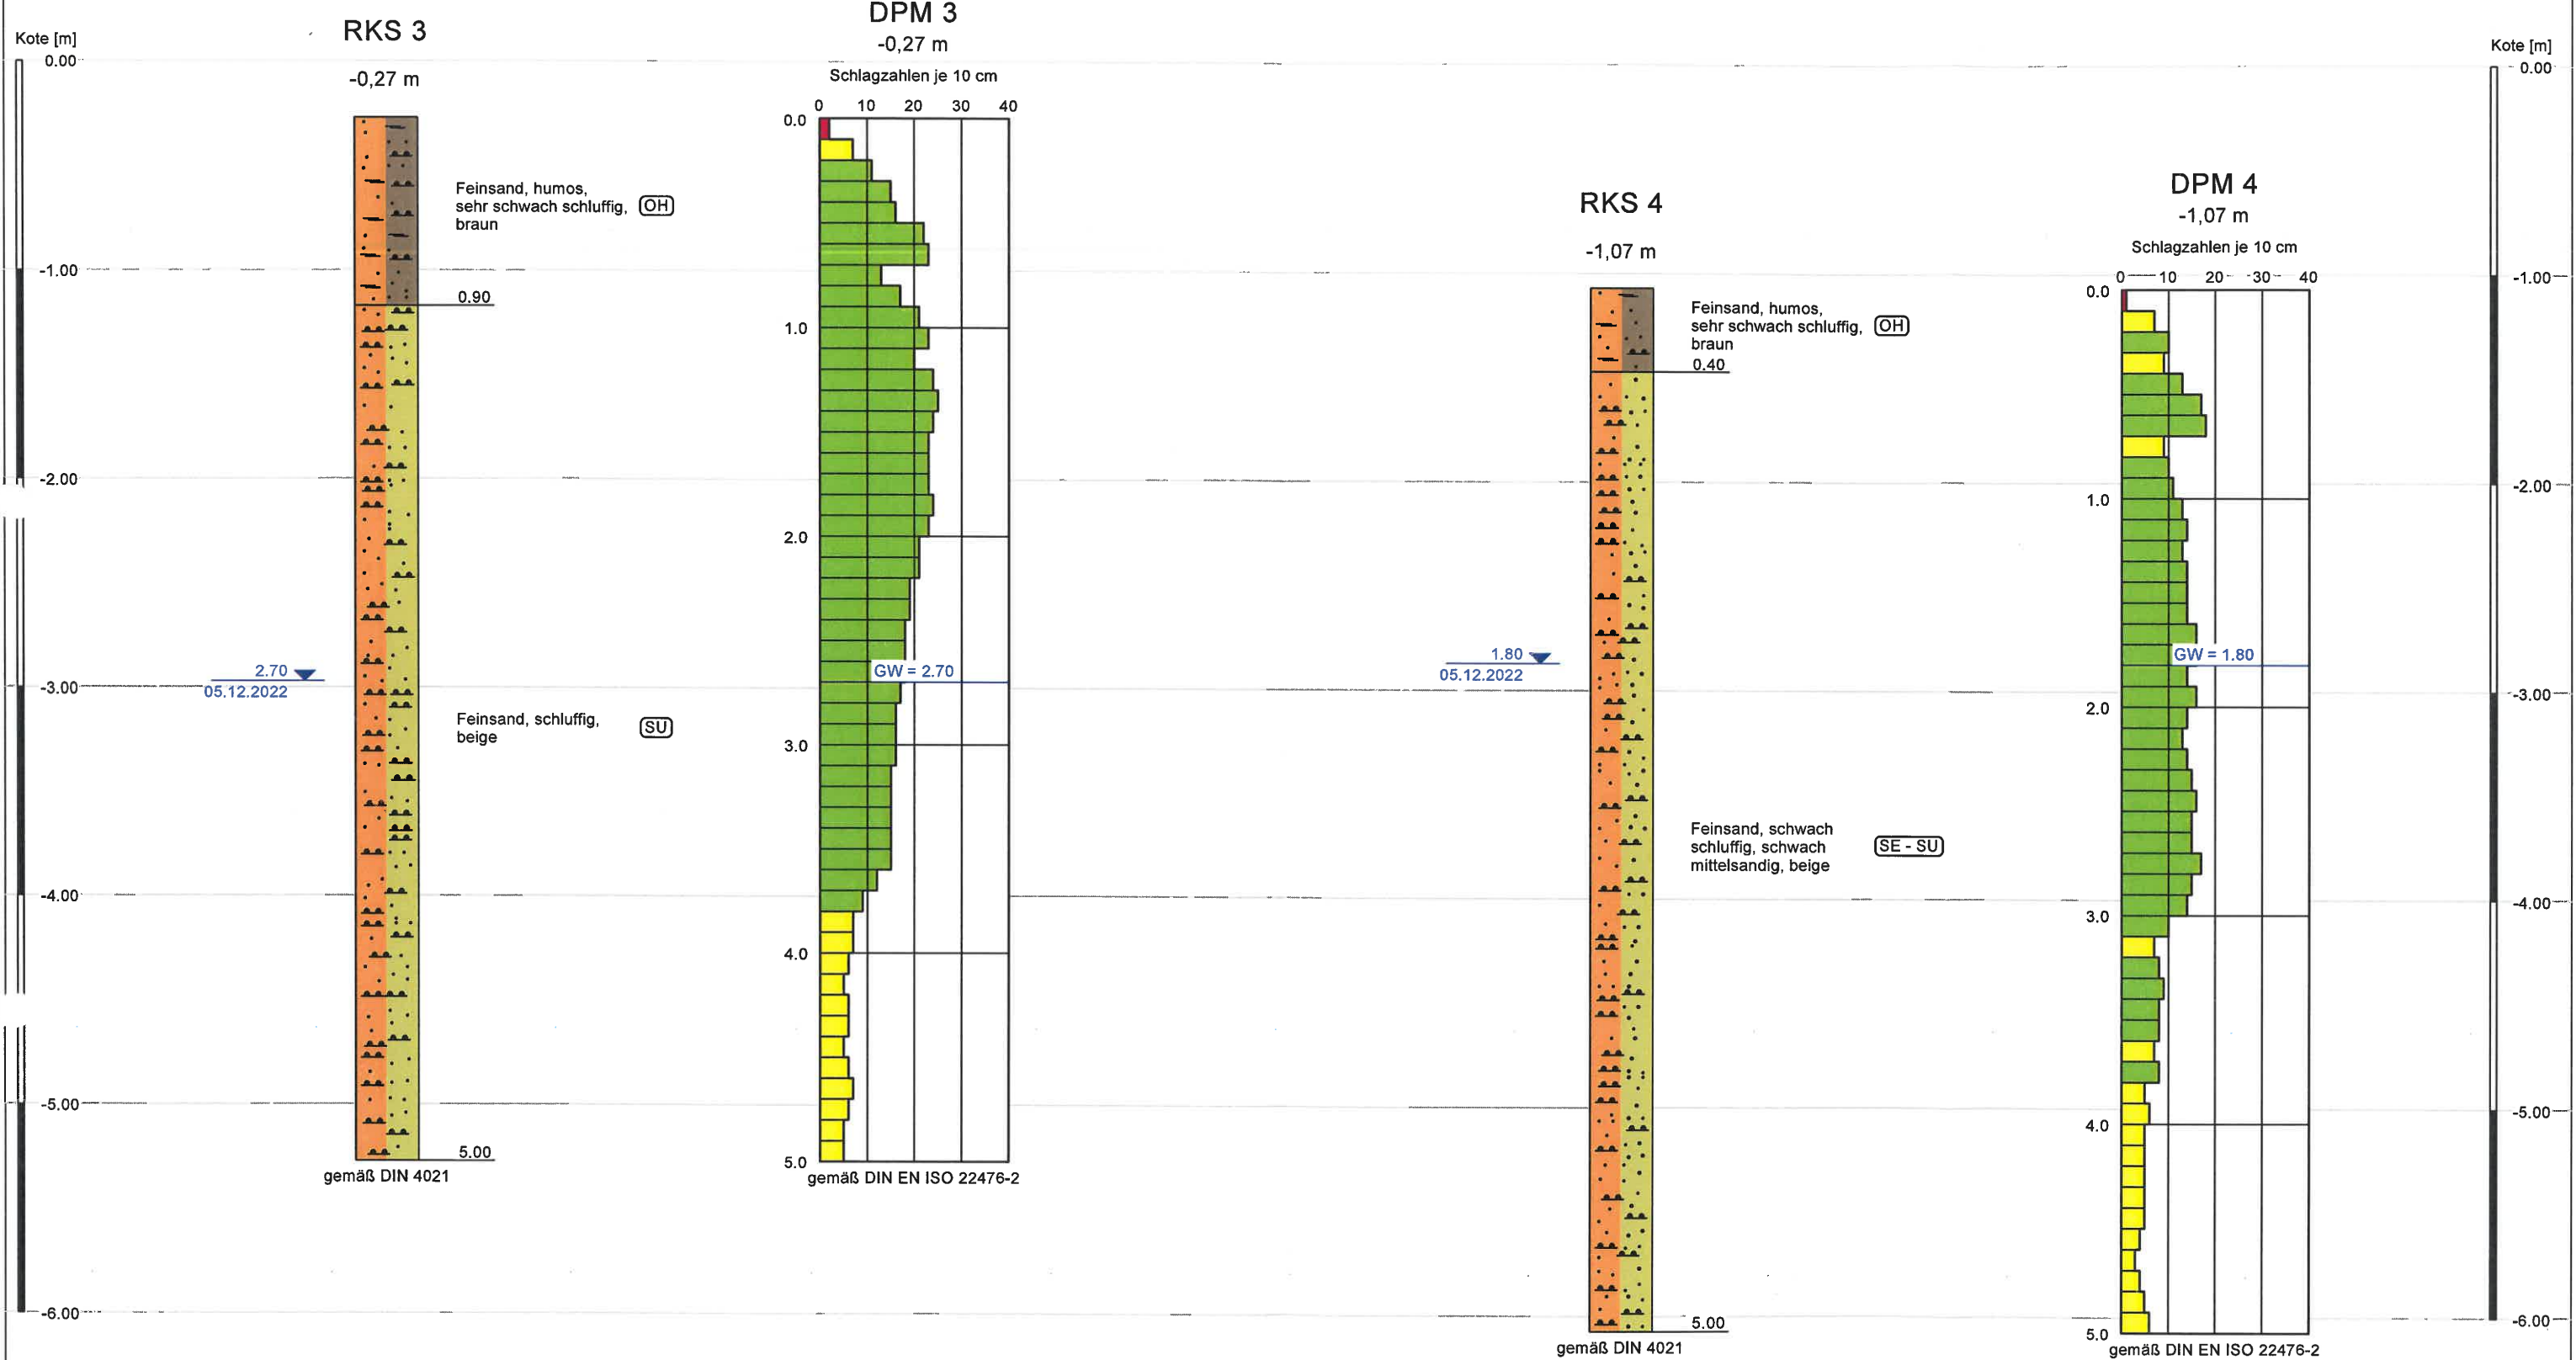 Kote [m]
0.00
-1.00
-2.00
-3.00
-4.00
-5.00
-6.00
RKS 3
-0,27 m
Feinsand, humos,
sehr schwach schluffig, OH
braun
0.90
2.70
05.12.2022
Feinsand, schluffig, SU
beige
5.00
gemäß DIN 4021
DPM 3
-0,27 m
Schlagzahlen je 10 cm
0 10 20 30 40
0.0
1.0
2.0
GW = 2.70
3.0
4.0
5.0
gemäß DIN EN ISO 22476-2
RKS 4
-1,07 m
Feinsand, humos,
sehr schwach schluffig, OH
braun
0.40
1.80
05.12.2022
Feinsand, schwach
schluffig, schwach SE - SU
mittelsandig, beige
5.00
gemäß DIN 4021
DPM 4
-1,07 m
Schlagzahlen je 10 cm
0 10 20 30 40
0.0
1.0
GW = 1.80
2.0
3.0
4.0
5.0
gemäß DIN EN ISO 22476-2
Kote [m]
0.00
-1.00
-2.00
-3.00
-4.00
-5.00
-6.00